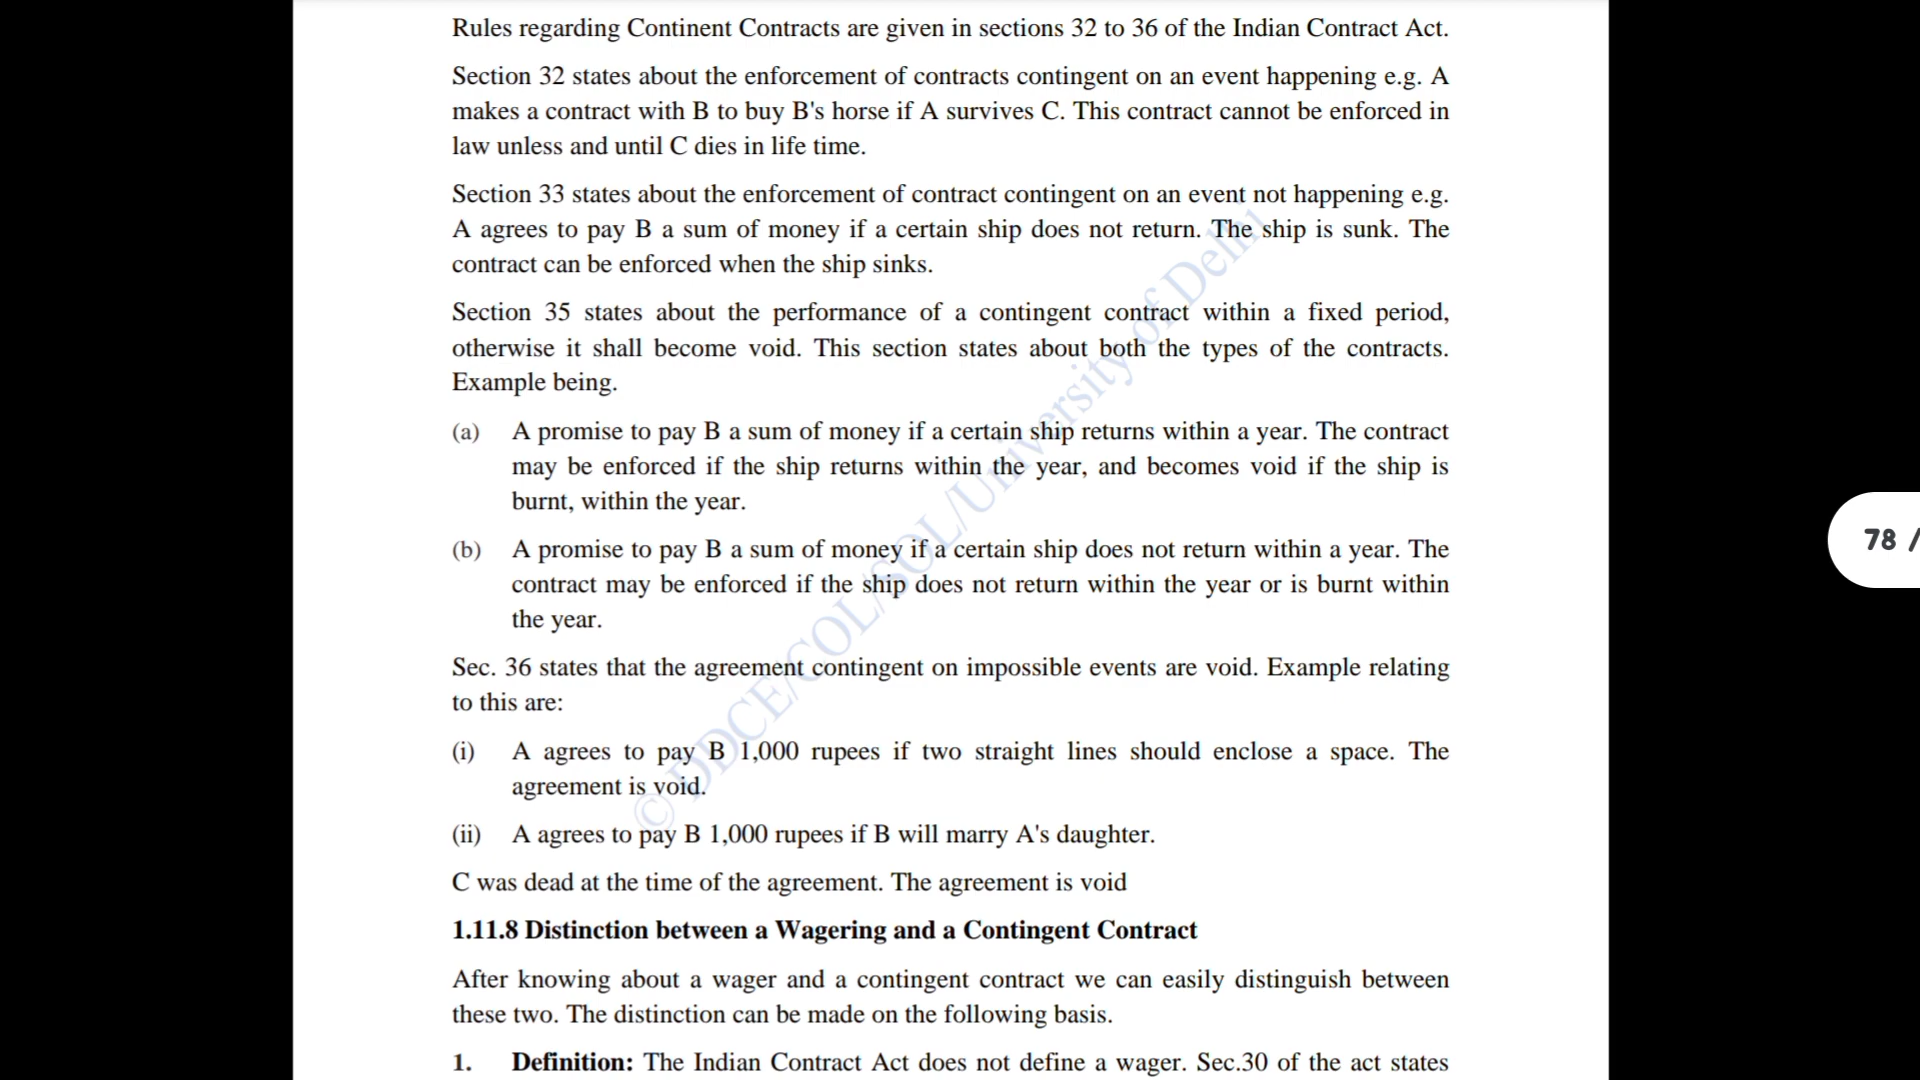 Rules regarding Continent Contracts are given in sections 32 to 36 of the Indian Contract Act.
Section 32 states about the enforcement of contracts contingent on an event happening e.g. A
makes a contract with B to buy B's horse if A survives C. This contract cannot be enforced in
law unless and until C dies in life time.
Section 33 states about the enforcement of contract contingent on an event not happening e.g.
A agrees to pay B a sum of money if a certain ship does not return. The ship is sunk. The
contract can be enforced when the ship sinks.
Section 35 states about the performance of a contingent contract within a fixed period,
otherwise it shall become void. This section states about both the types of the contracts.
Example being.
(a) A promise to pay B a sum of money if a certain ship returns within a year. The contract
may be enforced if the ship returns within the year, and becomes void if the ship is
burnt, within the year.
(b) A promise to pay B a sum of money if a certain ship does not return within a year. The
contract may be enforced if the ship does not return within the year or is burnt within
the year.
Sec. 36 states that the agreement contingent on impossible events are void. Example relating
to this are:
(i) A agrees to pay B 1,000 rupees if two straight lines should enclose a space. The
agreement is void.
(ii) A agrees to pay B 1,000 rupees if B will marry A's daughter.
C was dead at the time of the agreement. The agreement is void
1.11.8 Distinction between a Wagering and a Contingent Contract
After knowing about a wager and a contingent contract we can easily distinguish between
these two. The distinction can be made on the following basis.
1. Definition: The Indian Contract Act does not define a wager. Sec.30 of the act states
© DDCE/COL/SOL/University of Delhi
78 /